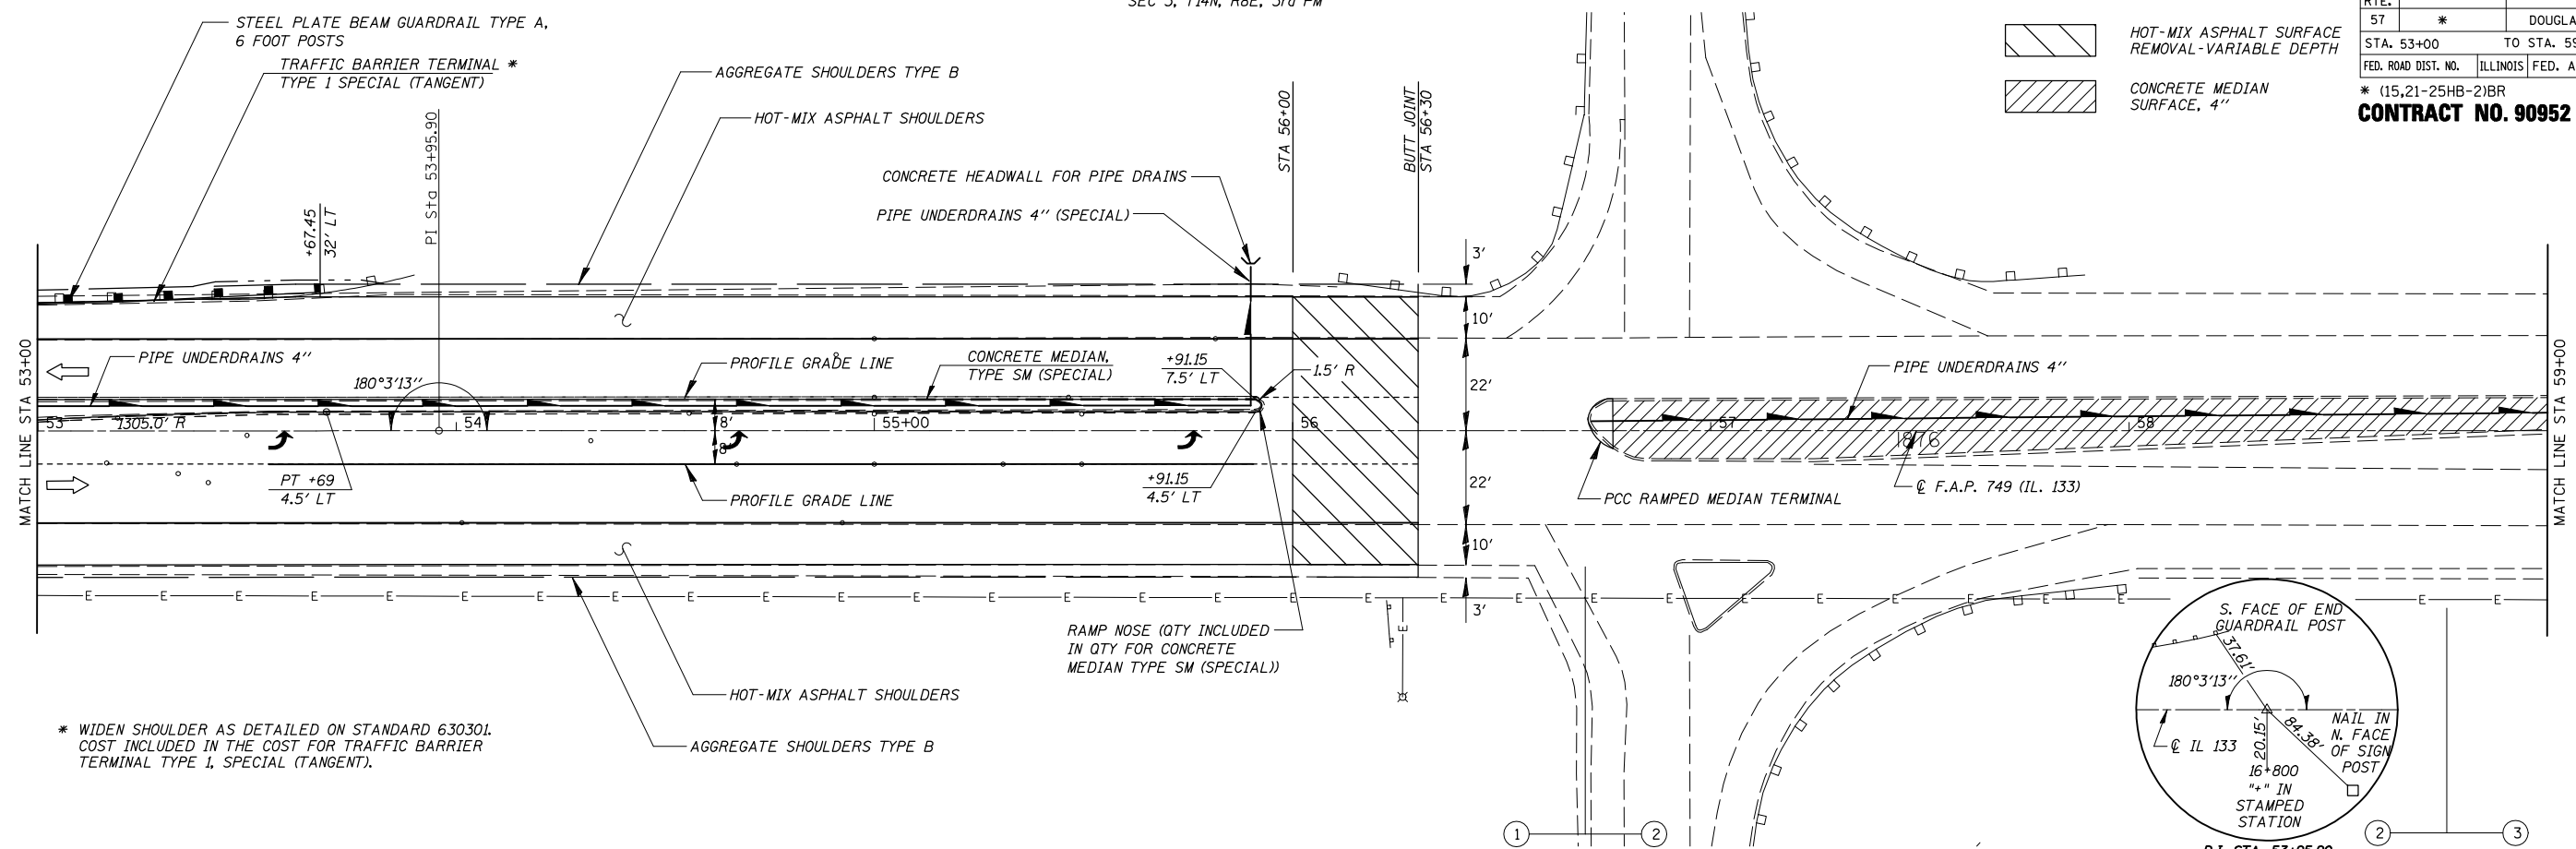 SEC 5, T14N, R8E, 3rd PM
STEEL PLATE BEAM GUARDRAIL TYPE A,
6 FOOT POSTS
TRAFFIC BARRIER TERMINAL *
TYPE 1 SPECIAL (TANGENT)
AGGREGATE SHOULDERS TYPE B
HOT-MIX ASPHALT SHOULDERS
CONCRETE HEADWALL FOR PIPE DRAINS
PIPE UNDERDRAINS 4'' (SPECIAL)
+67.45
32' LT
PI Sta 53+95.90
STA 56+00
BUTT JOINT
STA 56+30
HOT-MIX ASPHALT SURFACE
REMOVAL-VARIABLE DEPTH
CONCRETE MEDIAN
SURFACE, 4''
RTE.
57 * DOUGLA
STA. 53+00 TO STA. 59
FED. ROAD DIST. NO. ILLINOIS FED. A
* (15,21-25HB-2)BR
CONTRACT NO. 90952
3'
10'
22'
22'
10'
3'
MATCH LINE STA 53+00
PIPE UNDERDRAINS 4''
180°3'13''
PROFILE GRADE LINE
CONCRETE MEDIAN,
TYPE SM (SPECIAL)
+91.15
7.5' LT
1.5' R
PIPE UNDERDRAINS 4''
MATCH LINE STA 59+00
53
1305.0' R
54
8'
8'
55+00
56
57
1876
58
PT +69
4.5' LT
PROFILE GRADE LINE
+91.15
4.5' LT
PCC RAMPED MEDIAN TERMINAL
℄ F.A.P. 749 (IL. 133)
E E E E E E E E E E E E E E E E E E E E E E E E E E E E E E
E
E
RAMP NOSE (QTY INCLUDED
IN QTY FOR CONCRETE
MEDIAN TYPE SM (SPECIAL))
HOT-MIX ASPHALT SHOULDERS
AGGREGATE SHOULDERS TYPE B
* WIDEN SHOULDER AS DETAILED ON STANDARD 630301.
COST INCLUDED IN THE COST FOR TRAFFIC BARRIER
TERMINAL TYPE 1, SPECIAL (TANGENT).
S. FACE OF END
GUARDRAIL POST
37.61'
180°3'13''
℄ IL 133
20.15'
84.38'
NAIL IN
N. FACE
OF SIGN
POST
16+800
"+" IN
STAMPED
STATION
P.I. STA. 53+95.90
1 2
2 3